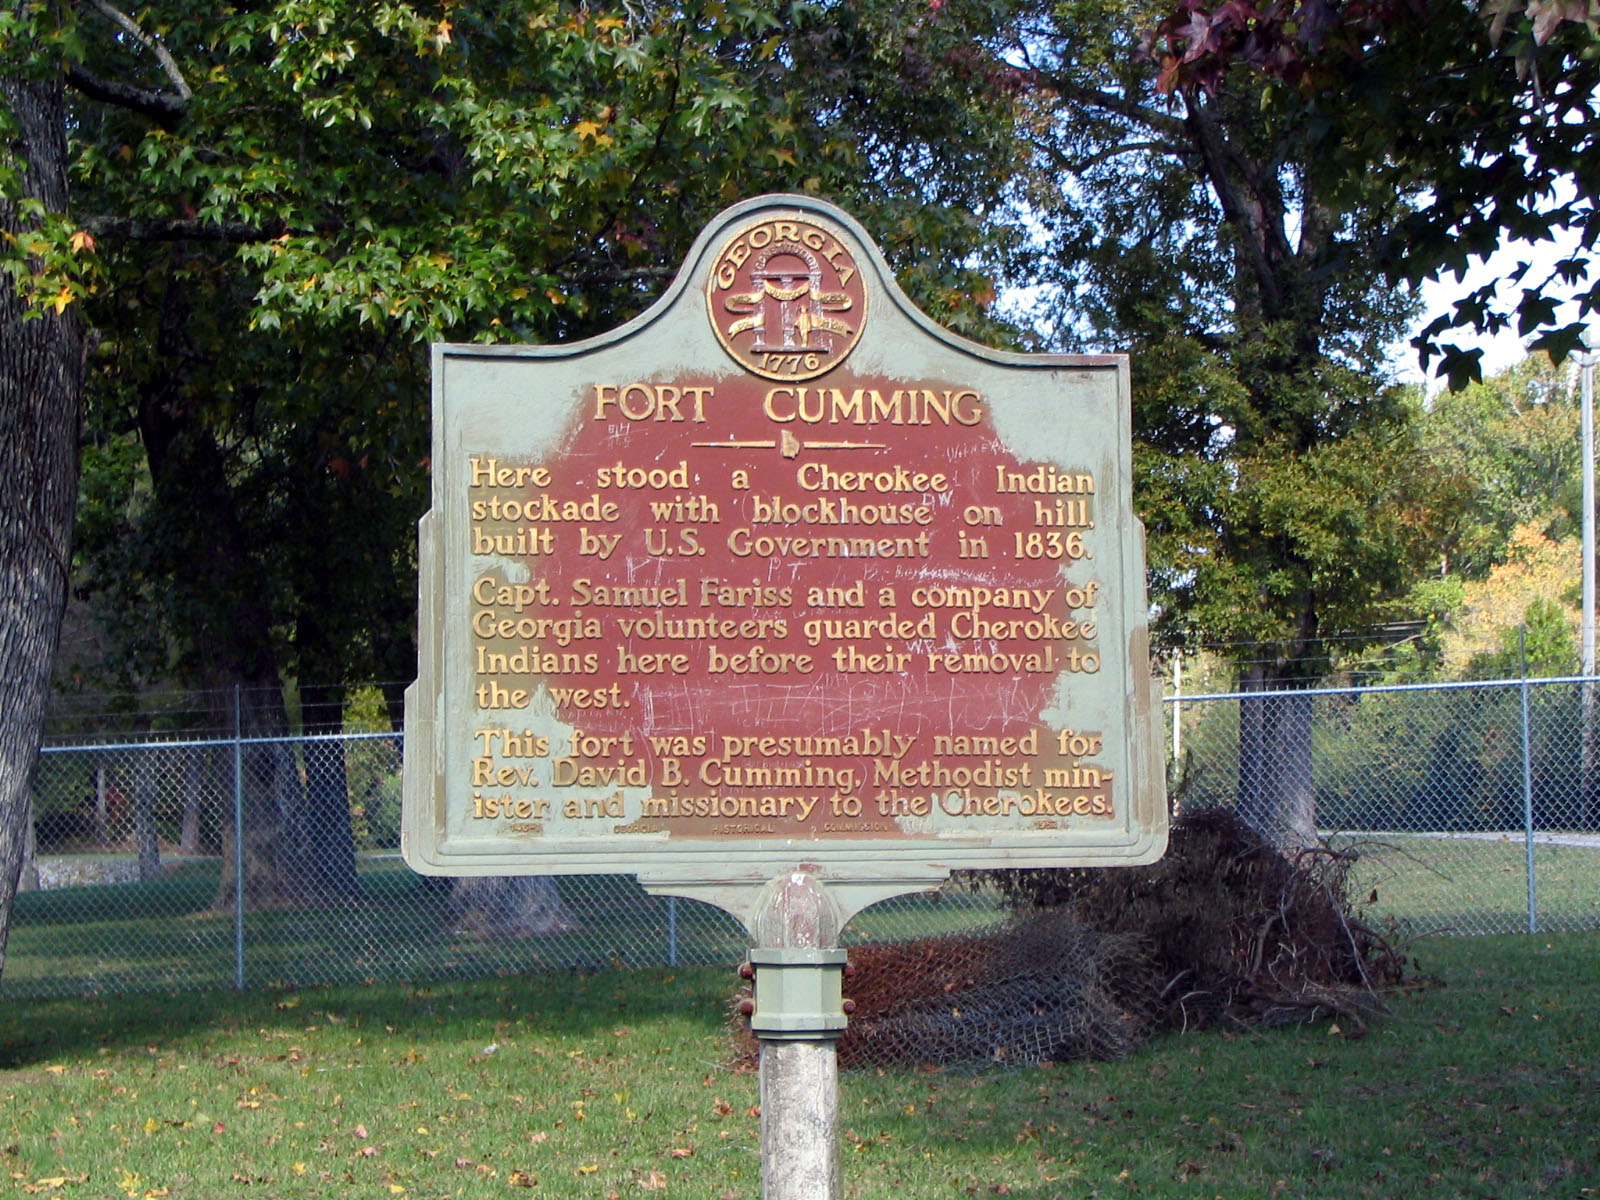 GEORGIA
1776
FORT CUMMING
Here stood a Cherokee Indian
stockade with blockhouse on hill,
built by U.S. Government in 1836.
Capt. Samuel Fariss and a company of
Georgia volunteers guarded Cherokee
Indians here before their removal to
the west.
This fort was presumably named for
Rev. David B. Cumming, Methodist min-
ister and missionary to the Cherokees.
GEORGIA HISTORICAL COMMISSION